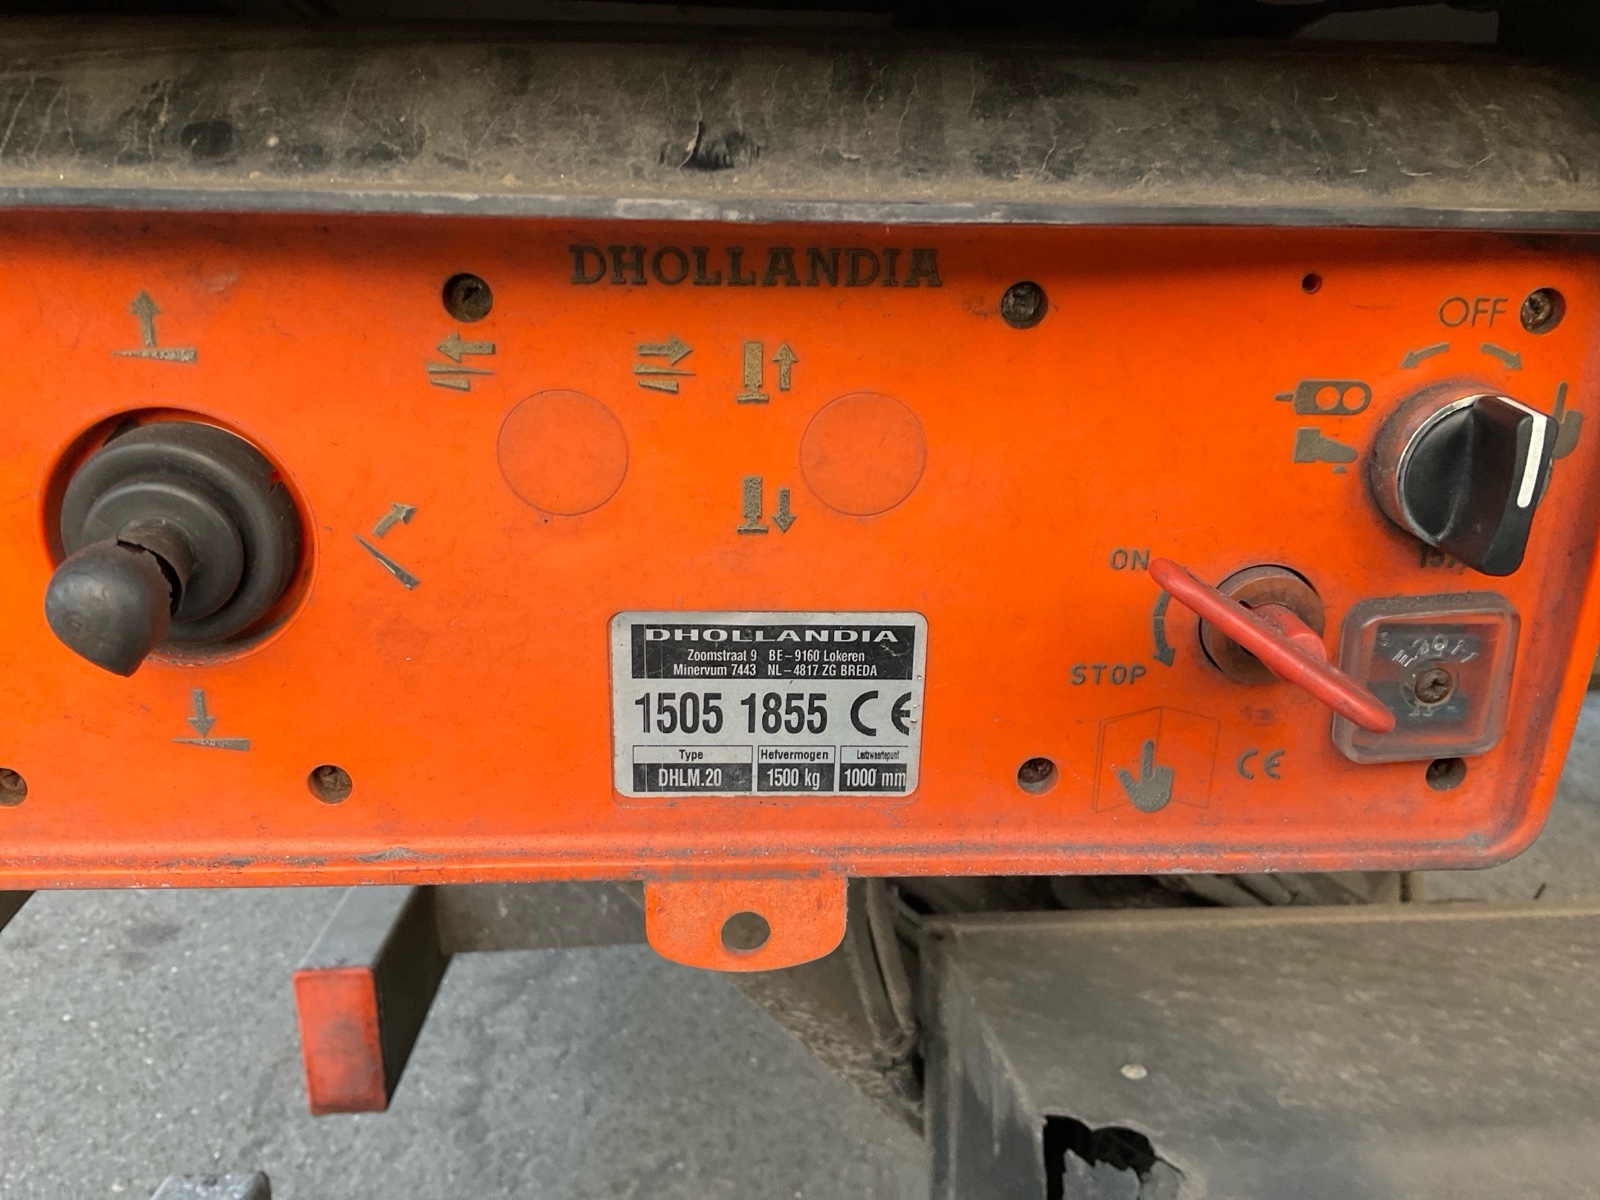 DHOLLANDIA
OFF
ON
STOP
DHOLLANDIA
Zoomstraat 9 BE-9160 Lokeren
Minervum 7443 NL-4817 ZG BREDA
1505 1855 CE
Type Hefvermogen Lastzwaartepunt
DHLM.20 1500 kg 1000 mm
CE